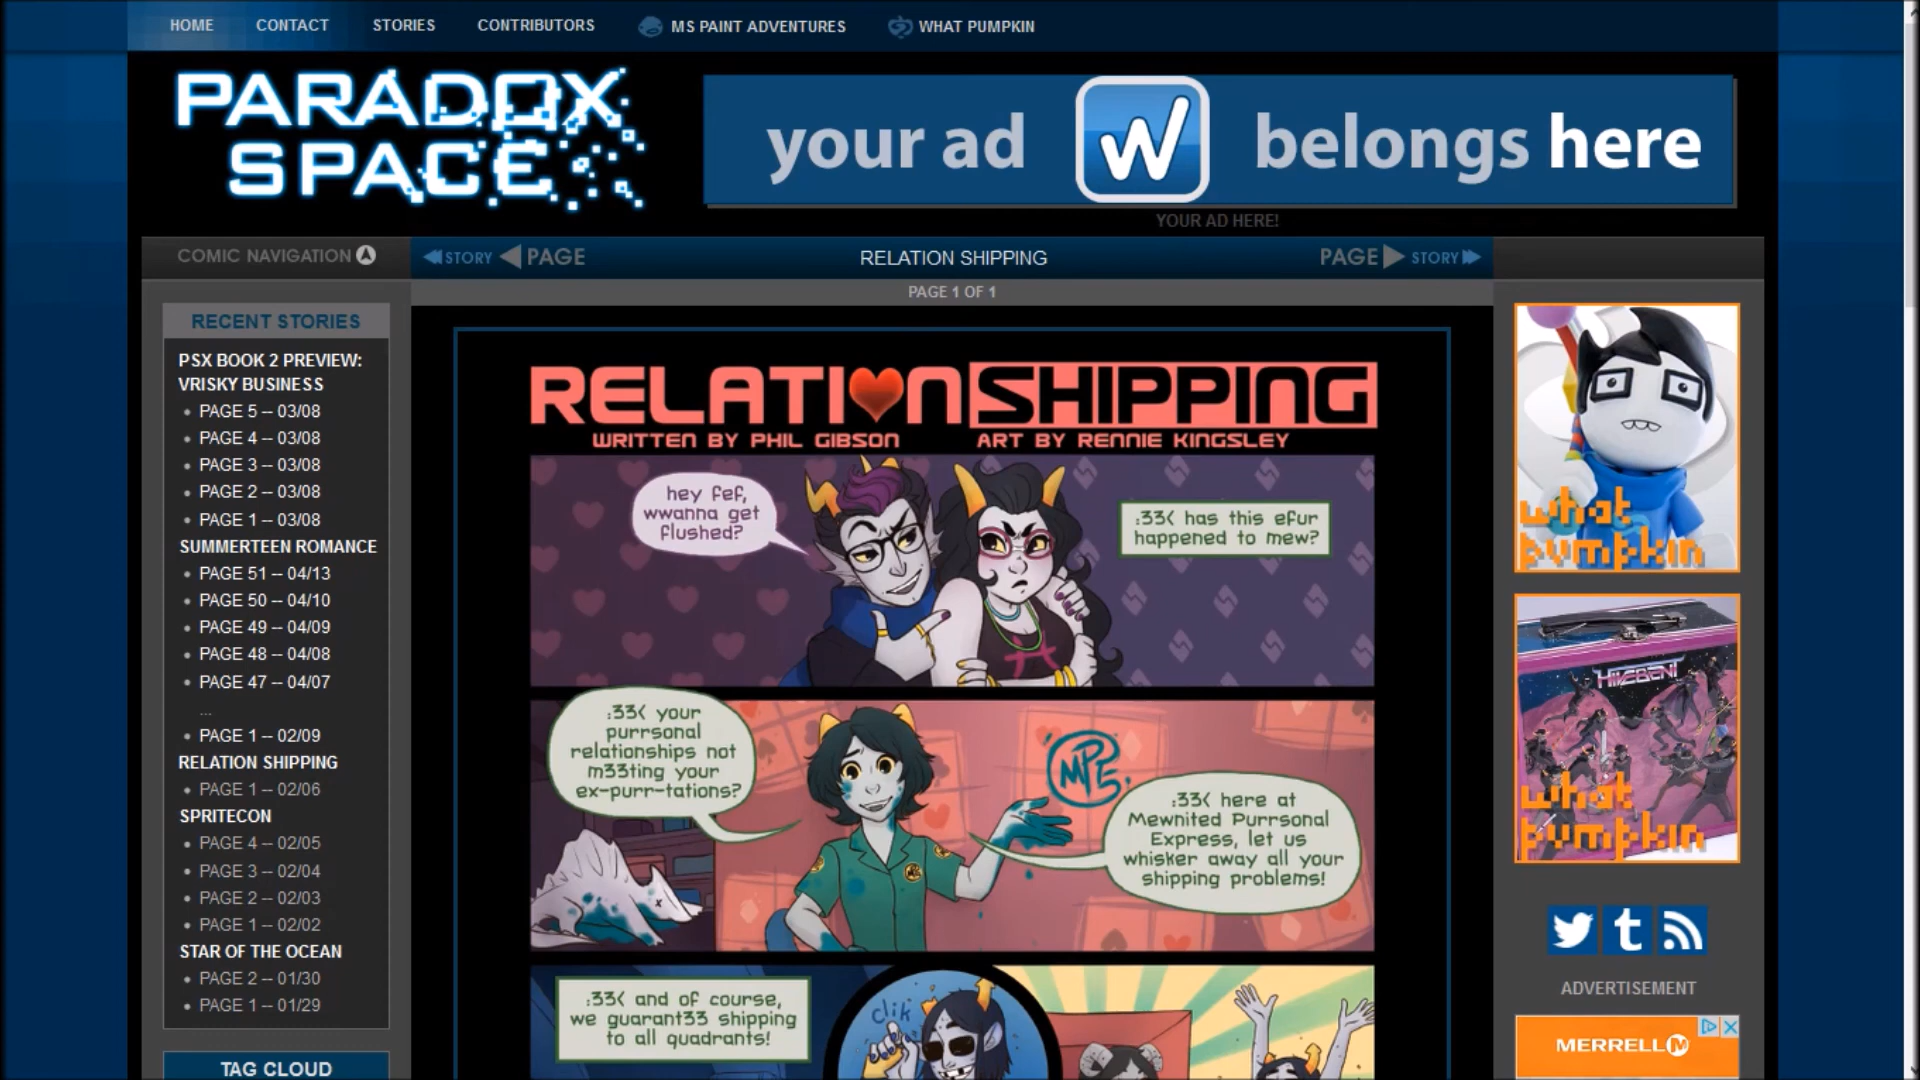 HOME CONTACT STORIES CONTRIBUTORS MS PAINT ADVENTURES WHAT PUMPKIN
PARADOX
SPACE
your ad W belongs here
YOUR AD HERE!
COMIC NAVIGATION
STORY PAGE RELATION SHIPPING PAGE STORY
PAGE 1 OF 1
RECENT STORIES
PSX BOOK 2 PREVIEW:
VRISKY BUSINESS
PAGE 5 -- 03/08
PAGE 4 -- 03/08
PAGE 3 -- 03/08
PAGE 2 -- 03/08
PAGE 1 -- 03/08
SUMMERTEEN ROMANCE
PAGE 51 -- 04/13
PAGE 50 -- 04/10
PAGE 49 -- 04/09
PAGE 48 -- 04/08
PAGE 47 -- 04/07
...
PAGE 1 -- 02/09
RELATION SHIPPING
PAGE 1 -- 02/06
SPRITECON
PAGE 4 -- 02/05
PAGE 3 -- 02/04
PAGE 2 -- 02/03
PAGE 1 -- 02/02
STAR OF THE OCEAN
PAGE 2 -- 01/30
PAGE 1 -- 01/29
TAG CLOUD
RELATI♥N SHIPPING
WRITTEN BY PHIL GIBSON ART BY RENNIE KINGSLEY
hey fef,
wwanna get
flushed?
:33< has this efur
happened to mew?
:33< your
purrsonal
relationships not
m33ting your
ex-purr-tations?
MPE
:33< here at
Mewnited Purrsonal
Express, let us
whisker away all your
shipping problems!
:33< and of course,
we guarant33 shipping
to all quadrants!
clik
what
pumpkin
HIVEBENT
what
pumpkin
ADVERTISEMENT
MERRELL